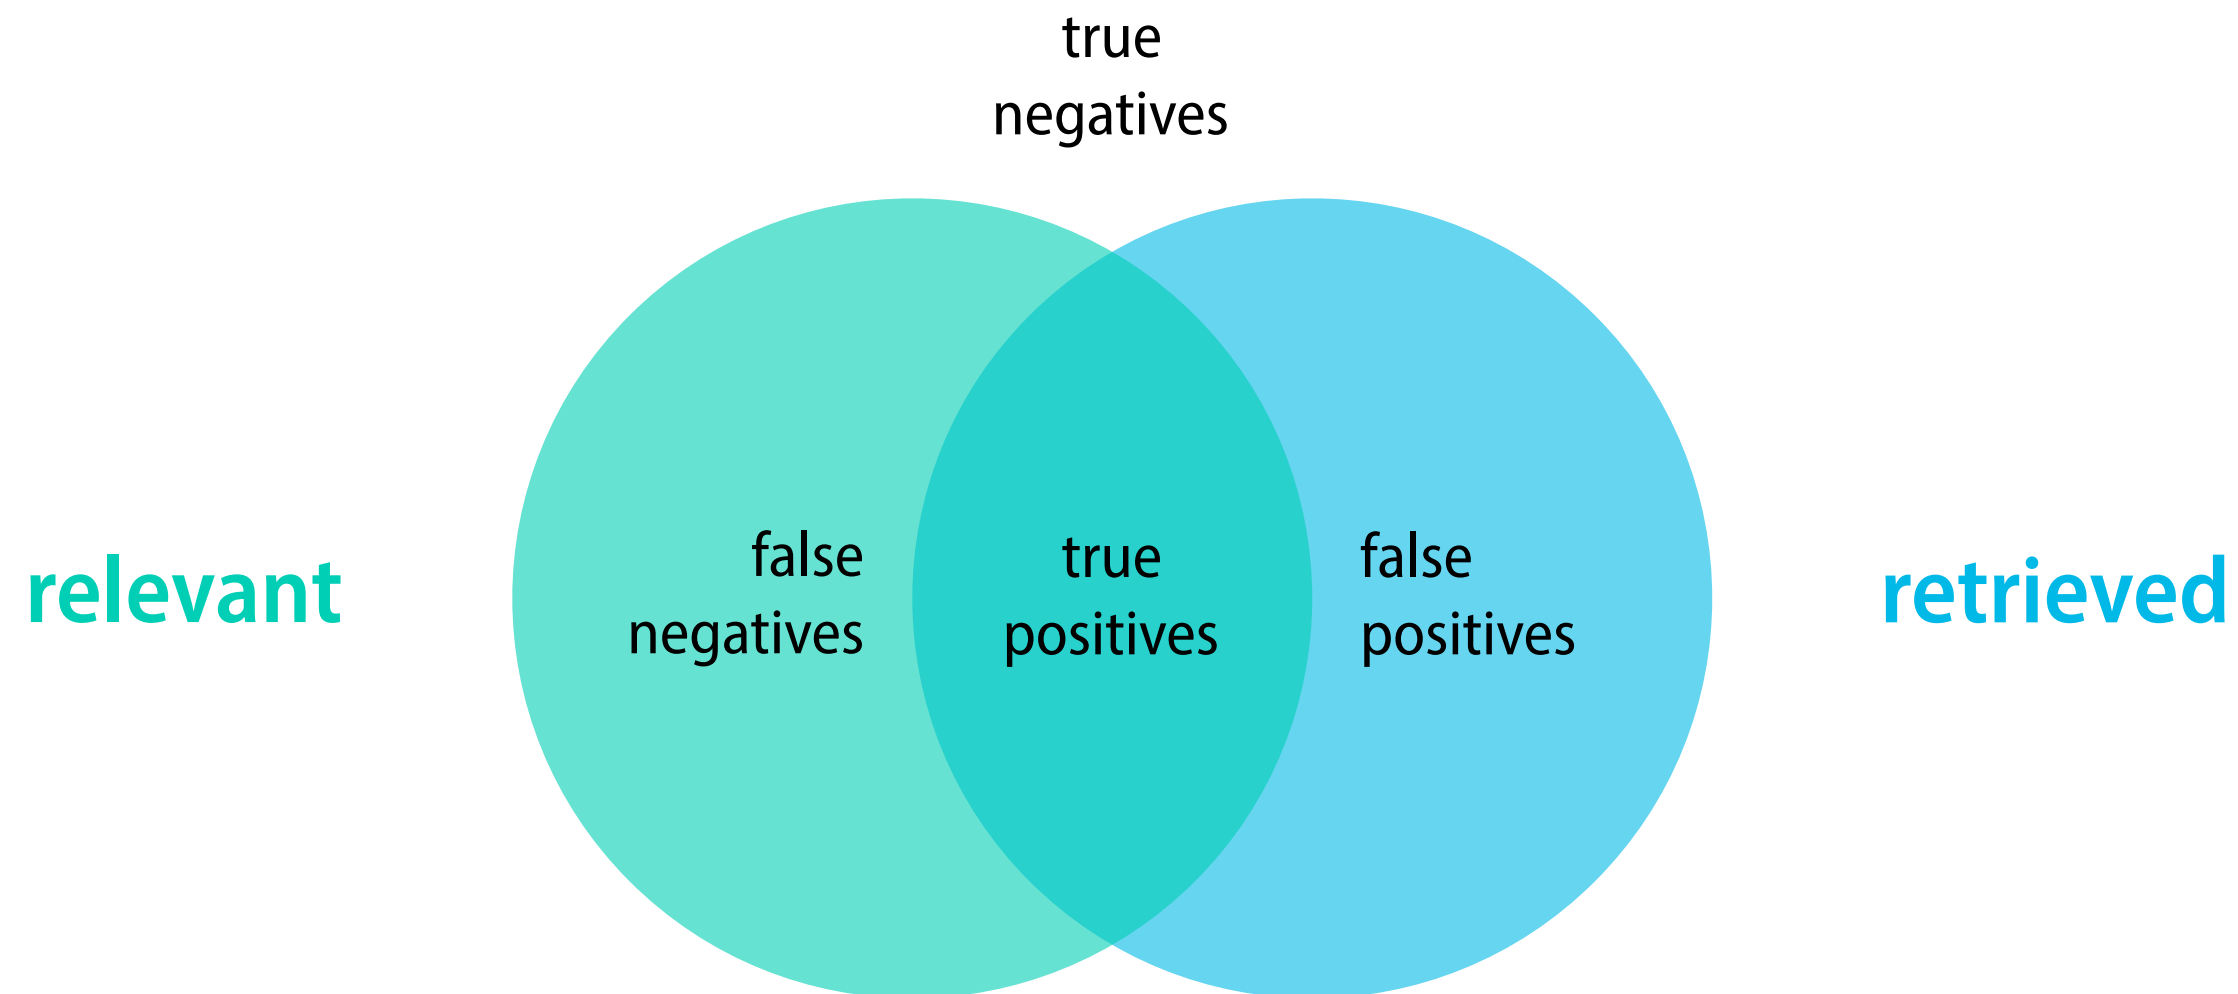 true
negatives
relevant
false
negatives
true
positives
false
positives
retrieved